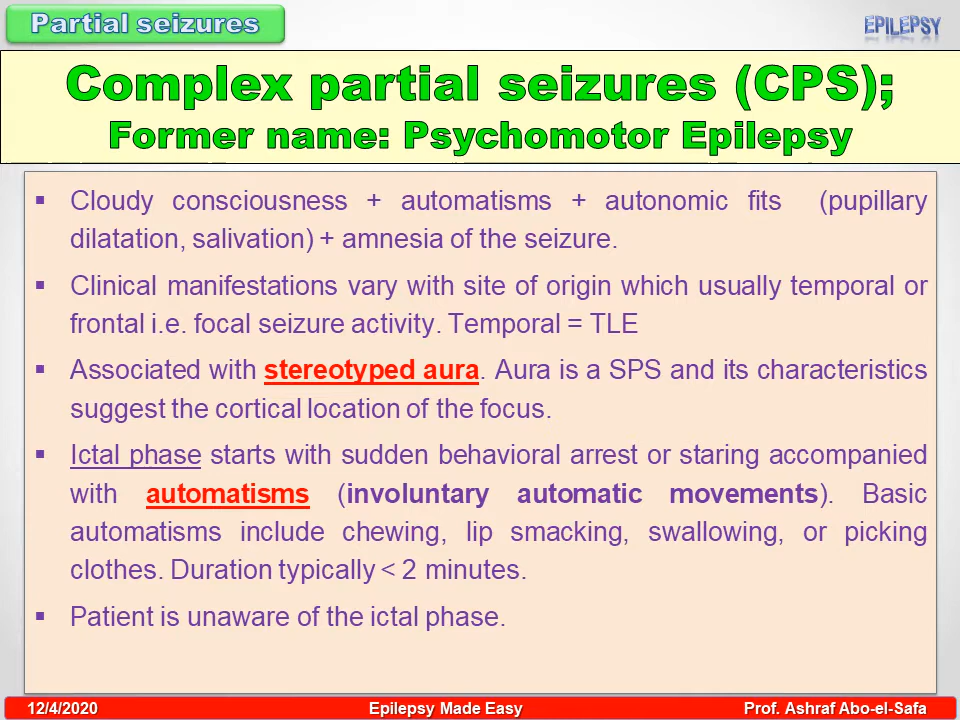 Partial seizures
EPILEPSY
Complex partial seizures (CPS);
Former name: Psychomotor Epilepsy
▪ Cloudy consciousness + automatisms + autonomic fits (pupillary
dilatation, salivation) + amnesia of the seizure.
▪ Clinical manifestations vary with site of origin which usually temporal or
frontal i.e. focal seizure activity. Temporal = TLE
▪ Associated with stereotyped aura. Aura is a SPS and its characteristics
suggest the cortical location of the focus.
▪ Ictal phase starts with sudden behavioral arrest or staring accompanied
with automatisms (involuntary automatic movements). Basic
automatisms include chewing, lip smacking, swallowing, or picking
clothes. Duration typically < 2 minutes.
▪ Patient is unaware of the ictal phase.
12/4/2020 Epilepsy Made Easy Prof. Ashraf Abo-el-Safa